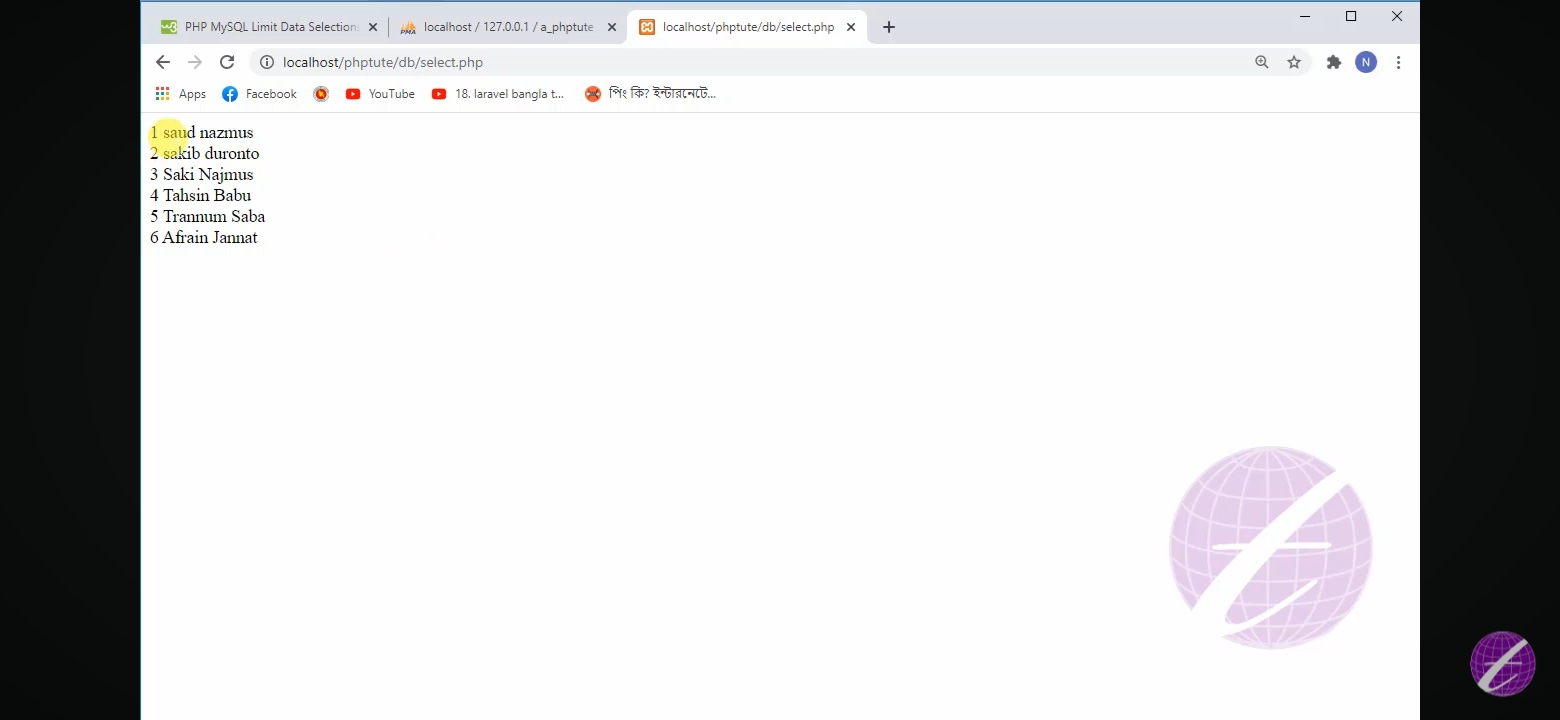 PHP MySQL Limit Data Selections
localhost / 127.0.0.1 / a_phptute
localhost/phptute/db/select.php
localhost/phptute/db/select.php
N
Apps
Facebook
YouTube
18. laravel bangla t...
পিং কি? ইন্টারনেটে...
1 saud nazmus
2 sakib duronto
3 Saki Najmus
4 Tahsin Babu
5 Trannum Saba
6 Afrain Jannat